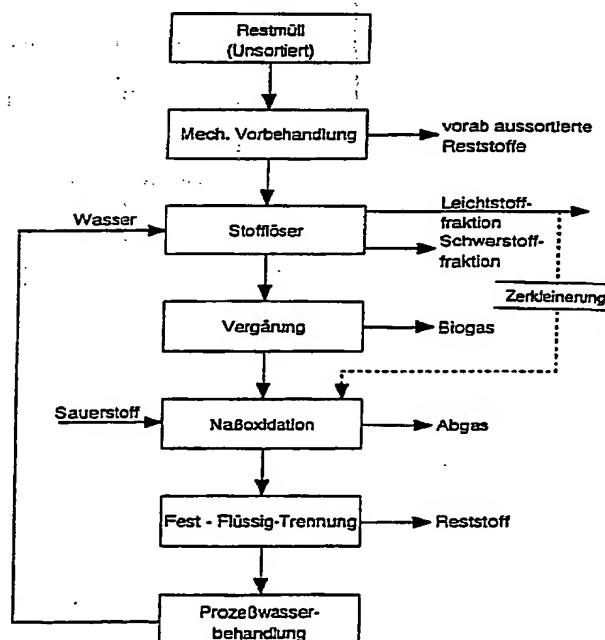 Restmüll
(Unsortiert)
Mech. Vorbehandlung
vorab aussortierte
Reststoffe
Wasser
Stofflöser
Leichtstoff-
fraktion
Schwerstoff-
fraktion
Zerkleinerung
Vergärung
Biogas
Sauerstoff
Naßoxidation
Abgas
Fest - Flüssig-Trennung
Reststoff
Prozeßwasser-
behandlung